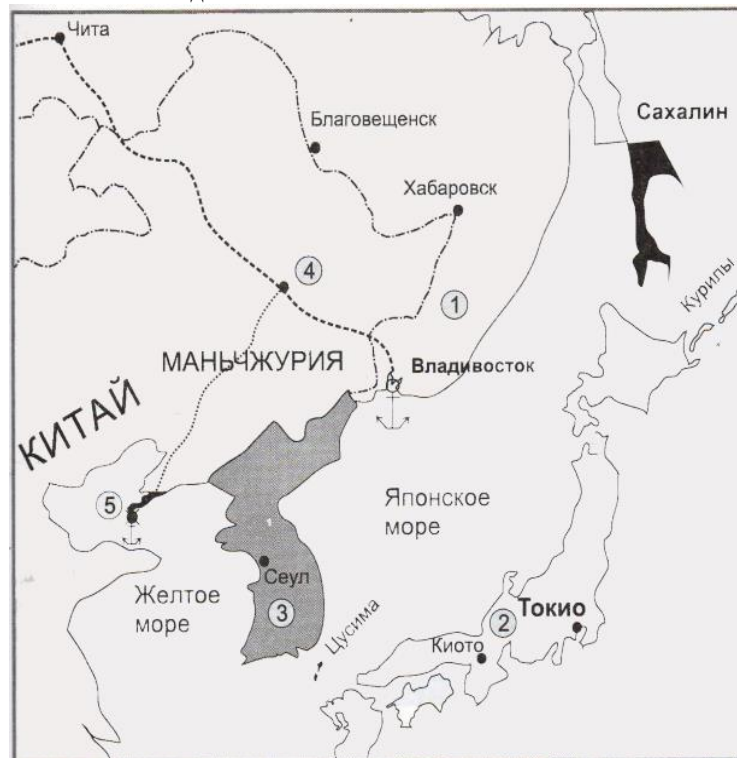 Чита
Благовещенск
Сахалин
Хабаровск
Курилы
4
1
МАНЬЧЖУРИЯ
Владивосток
КИТАЙ
5
Японское
море
Сеул
Желтое
море
3
Цусима
2
Токио
Киото